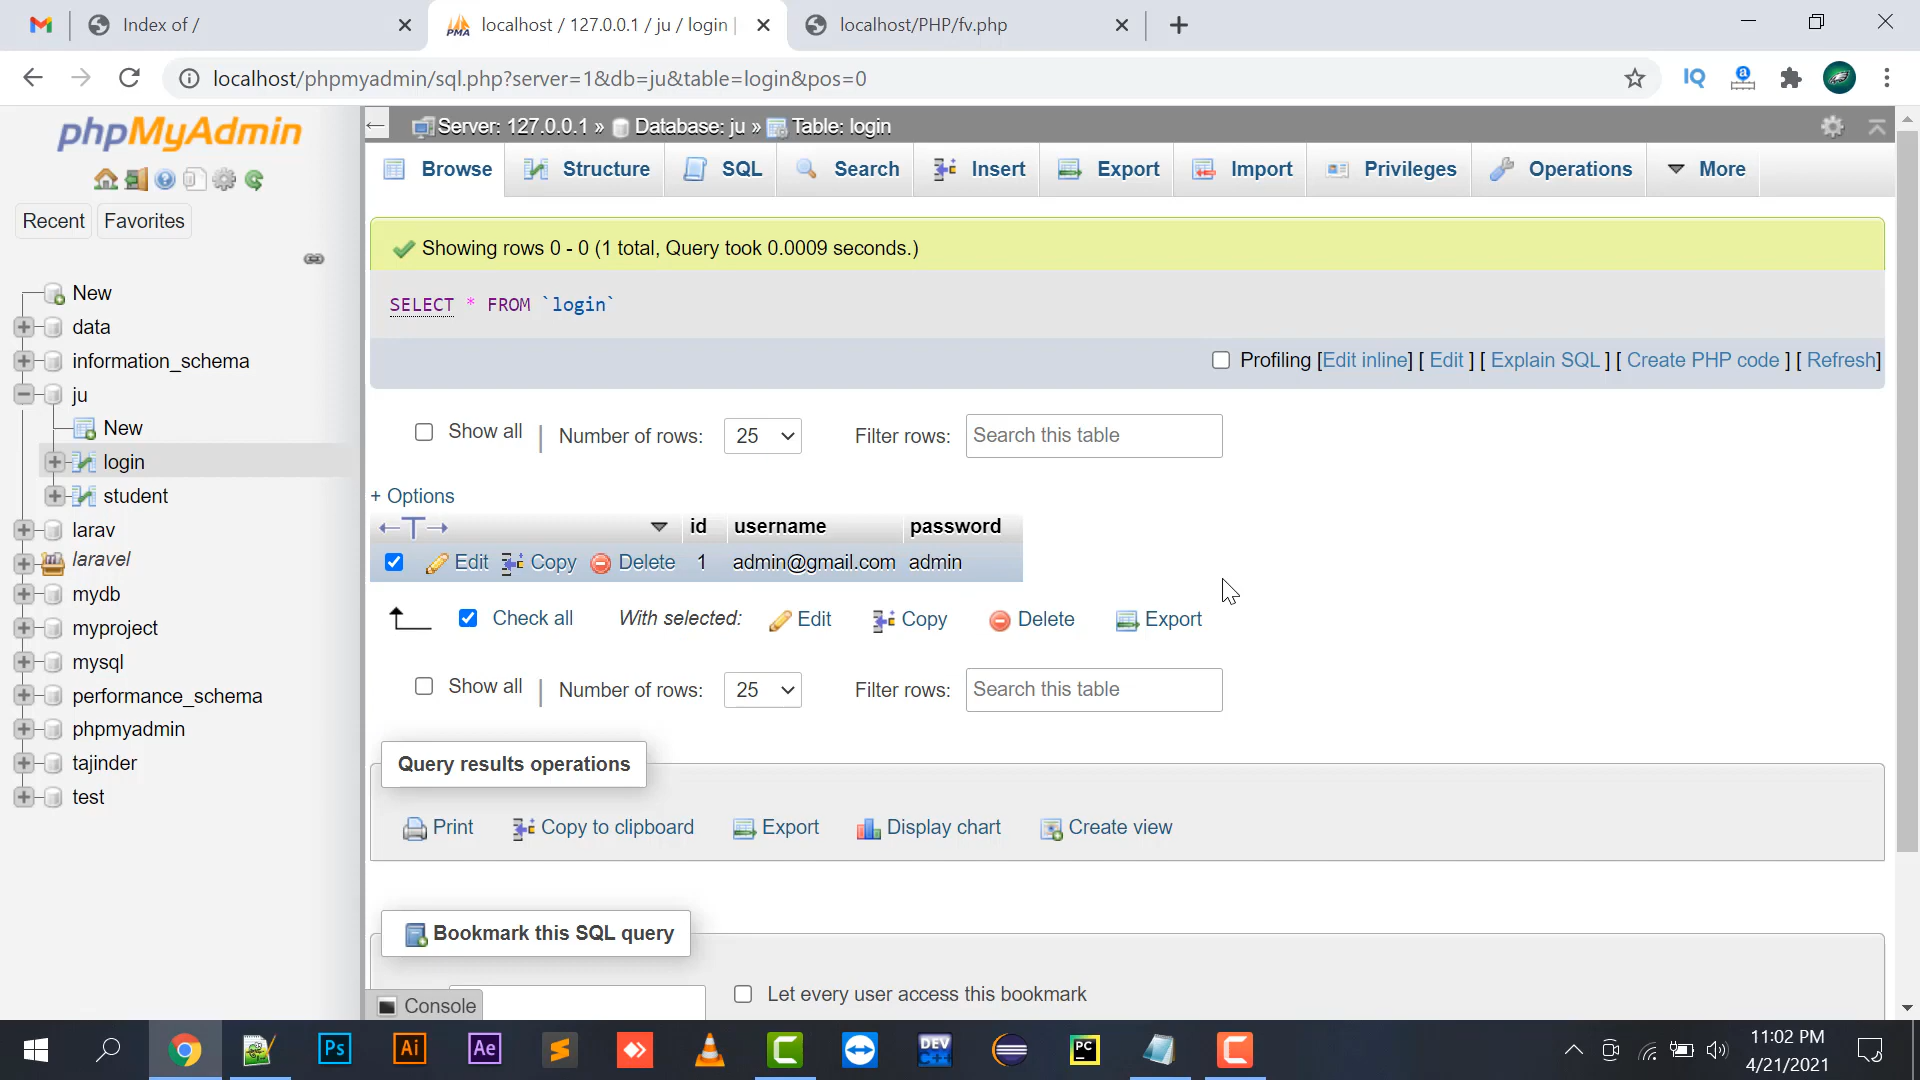 Index of /
localhost / 127.0.0.1 / ju / login |
localhost/PHP/fv.php
localhost/phpmyadmin/sql.php?server=1&db=ju&table=login&pos=0
IQ
a
phpMyAdmin
Recent
Favorites
New
data
information_schema
ju
New
login
student
larav
laravel
mydb
myproject
mysql
performance_schema
phpmyadmin
tajinder
test
Server: 127.0.0.1 » Database: ju » Table: login
Browse Structure SQL Search Insert Export Import Privileges Operations More
Showing rows 0 - 0 (1 total, Query took 0.0009 seconds.)
SELECT * FROM `login`
Profiling [Edit inline] [ Edit ] [ Explain SQL ] [ Create PHP code ] [ Refresh]
Show all | Number of rows: 25 Filter rows: Search this table
+ Options
←T→ id username password
Edit Copy Delete 1 admin@gmail.com admin
Check all With selected: Edit Copy Delete Export
Show all | Number of rows: 25 Filter rows: Search this table
Query results operations
Print Copy to clipboard Export Display chart Create view
Bookmark this SQL query
Let every user access this bookmark
Console
Ps
Ai
Ae
DEV
C++
PC
11:02 PM
4/21/2021